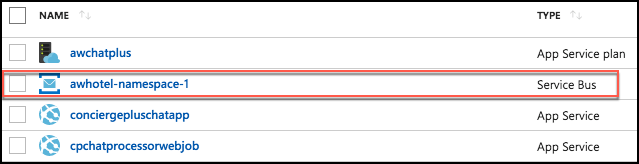 NAME TYPE
awchatplus App Service plan
awhotel-namespace-1 Service Bus
conciergepluschatapp App Service
cpchatprocessorwebjob App Service